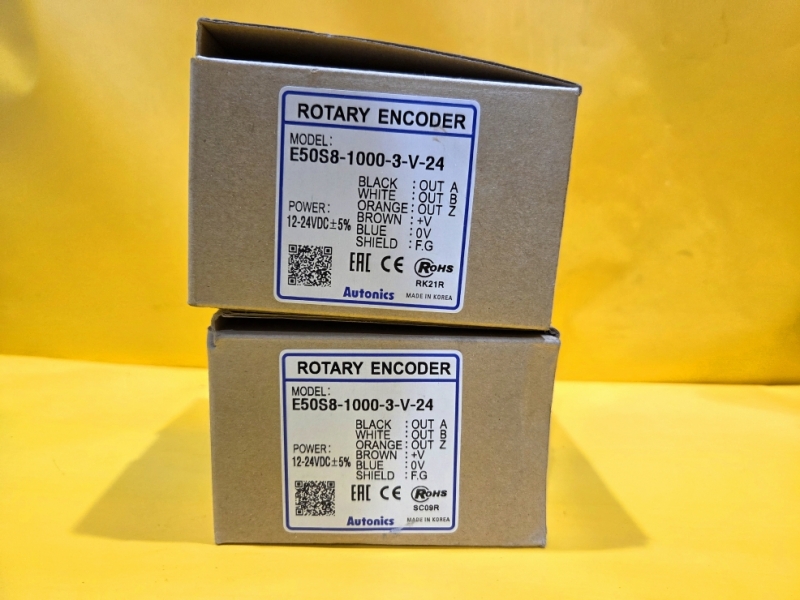 ROTARY ENCODER
MODEL:
E50S8-1000-3-V-24
BLACK : OUT A
WHITE : OUT B
ORANGE : OUT Z
POWER: BROWN : +V
12-24VDC±5% BLUE : 0V
SHIELD : F.G
EAC CE RoHS
RK21R
Autonics MADE IN KOREA
ROTARY ENCODER
MODEL:
E50S8-1000-3-V-24
BLACK : OUT A
WHITE : OUT B
ORANGE : OUT Z
POWER: BROWN : +V
12-24VDC±5% BLUE : 0V
SHIELD : F.G
EAC CE RoHS
SC09R
Autonics MADE IN KOREA